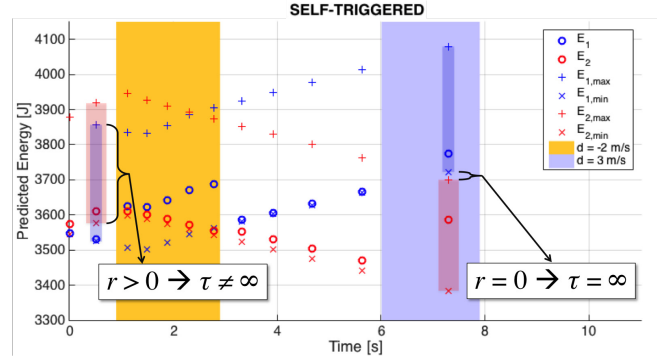 SELF-TRIGGERED
Predicted Energy [J]
4100
4000
3900
3800
3700
3600
3500
3400
3300
E1
E2
E1,max
E1,min
E2,max
E2,min
d = -2 m/s
d = 3 m/s
r > 0 → τ ≠ ∞
r = 0 → τ = ∞
0 2 4 6 8 10
Time [s]